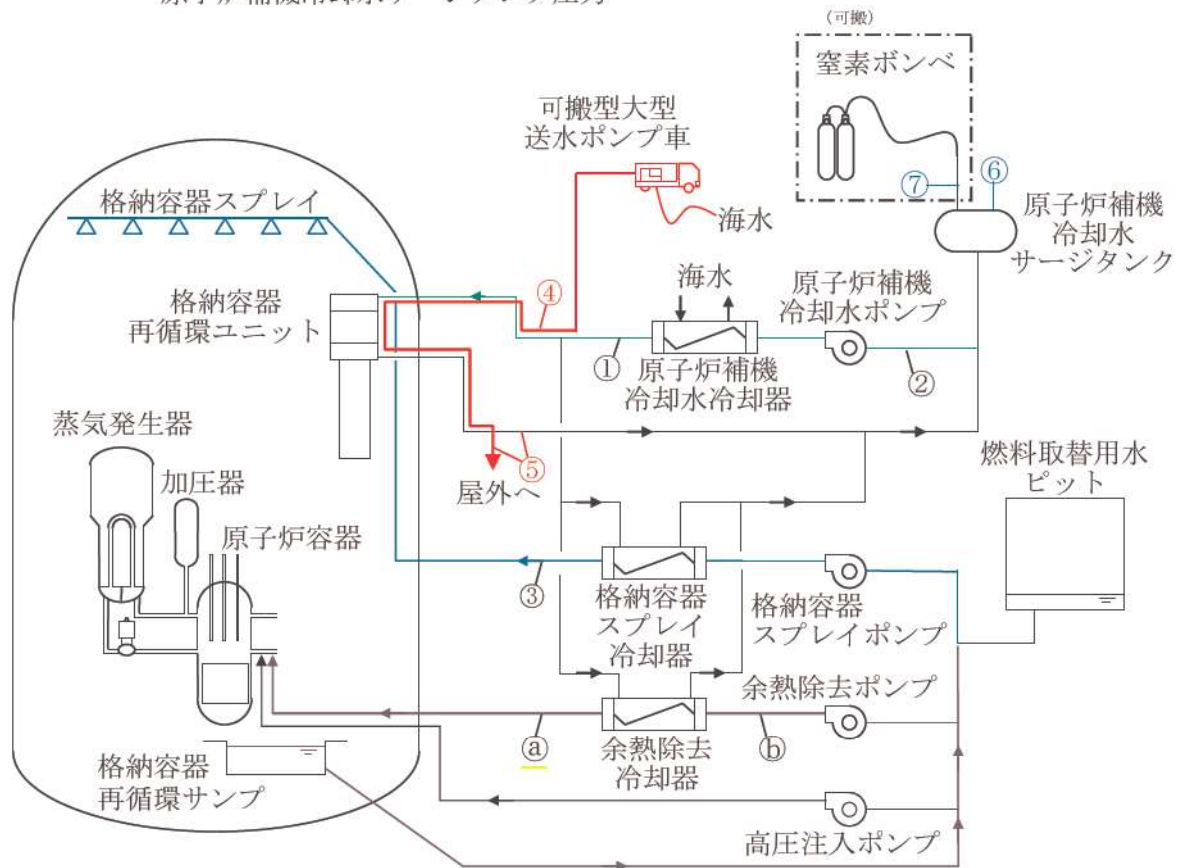 原子炉補機冷却水サージタンク圧力
(可搬)
窒素ボンベ
可搬型大型
送水ポンプ車
⑦
⑥
格納容器スプレイ
海水
原子炉補機
冷却水
サージタンク
海水
原子炉補機
冷却水ポンプ
格納容器
再循環ユニット
④
①
原子炉補機
冷却水冷却器
②
蒸気発生器
加圧器
原子炉容器
⑤
屋外へ
燃料取替用水
ピット
③
格納容器
スプレイ
冷却器
格納容器
スプレイポンプ
余熱除去ポンプ
ⓐ
ⓑ
余熱除去
冷却器
格納容器
再循環サンプ
高圧注入ポンプ